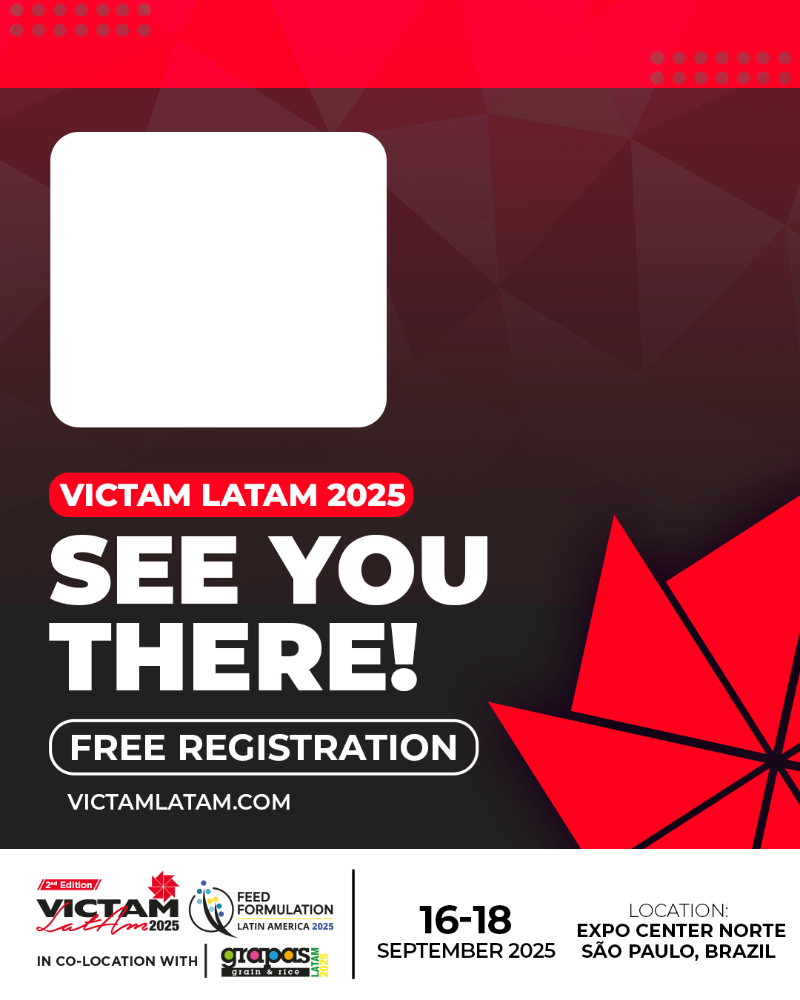 VICTAM LATAM 2025
SEE YOU
THERE!
FREE REGISTRATION
VICTAMLATAM.COM
2nd Edition
VICTAM
LatAm 2025
FEED
FORMULATION
LATIN AMERICA 2025
IN CO-LOCATION WITH
grapas
grain & rice
LATAM
2025
16-18
SEPTEMBER 2025
LOCATION:
EXPO CENTER NORTE
SÃO PAULO, BRAZIL